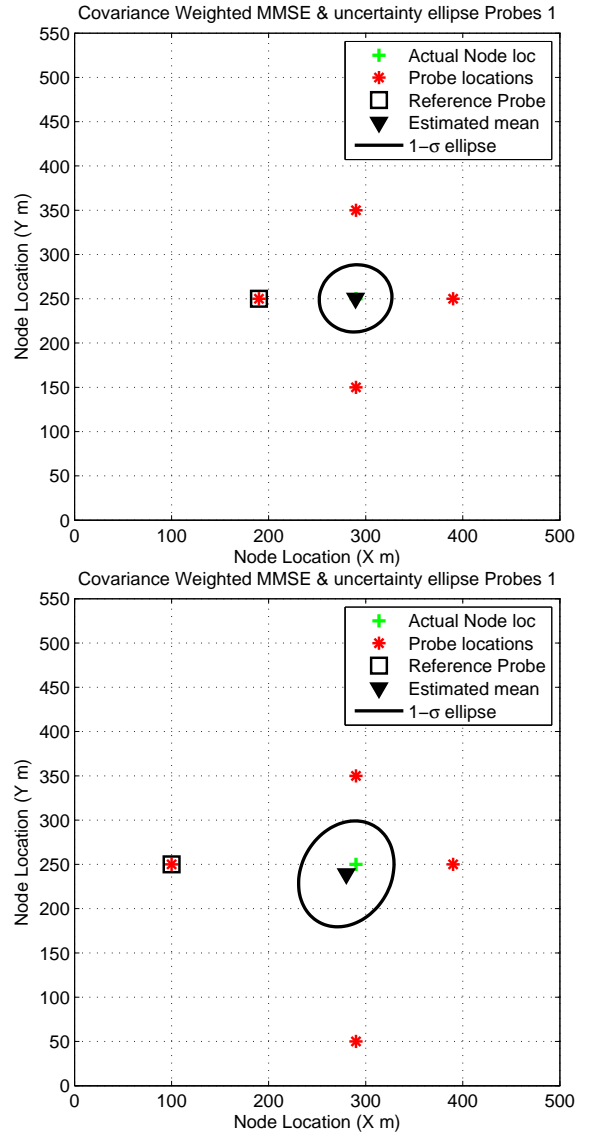 Covariance Weighted MMSE & uncertainty ellipse Probes 1
550
500
450
400
350
300
250
200
150
100
50
0
Node Location (Y m)
Actual Node loc
Probe locations
Reference Probe
Estimated mean
1−σ ellipse
0 100 200 300 400 500
Node Location (X m)
Covariance Weighted MMSE & uncertainty ellipse Probes 1
550
500
450
400
350
300
250
200
150
100
50
0
Node Location (Y m)
Actual Node loc
Probe locations
Reference Probe
Estimated mean
1−σ ellipse
0 100 200 300 400 500
Node Location (X m)